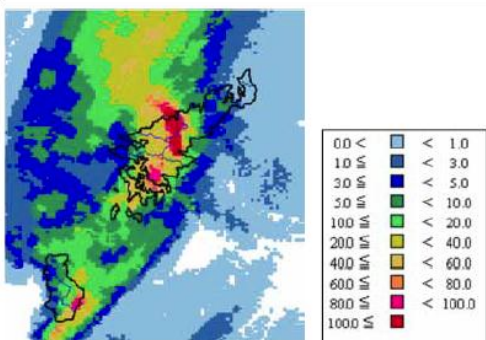 0.0 < < 1.0
1.0 ≦ < 3.0
3.0 ≦ < 5.0
5.0 ≦ < 10.0
10.0 ≦ < 20.0
20.0 ≦ < 40.0
40.0 ≦ < 60.0
60.0 ≦ < 80.0
80.0 ≦ < 100.0
100.0 ≦